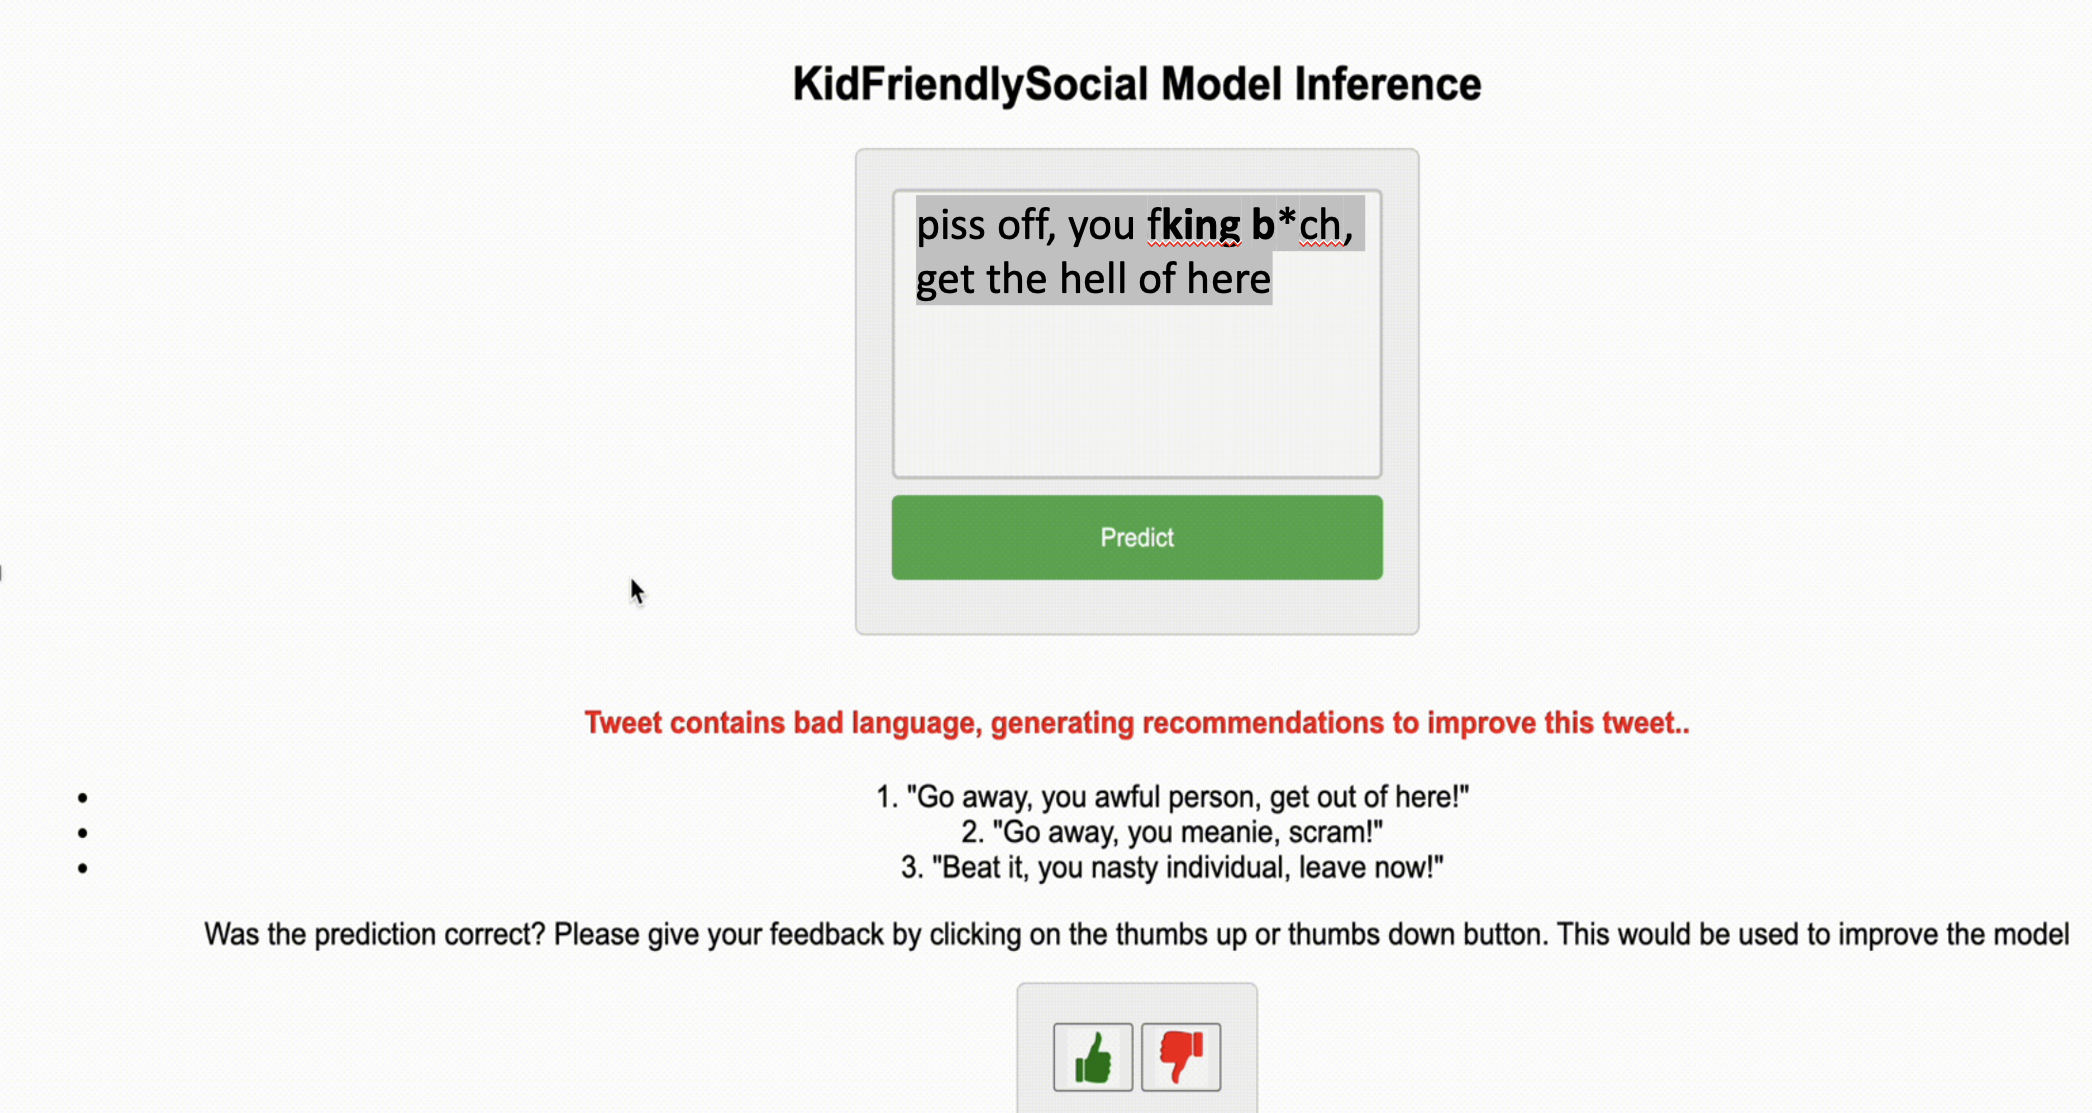 KidFriendlySocial Model Inference
piss off, you fking b*ch,
get the hell of here
Predict
Tweet contains bad language, generating recommendations to improve this tweet..
1. "Go away, you awful person, get out of here!"
2. "Go away, you meanie, scram!"
3. "Beat it, you nasty individual, leave now!"
Was the prediction correct? Please give your feedback by clicking on the thumbs up or thumbs down button. This would be used to improve the model